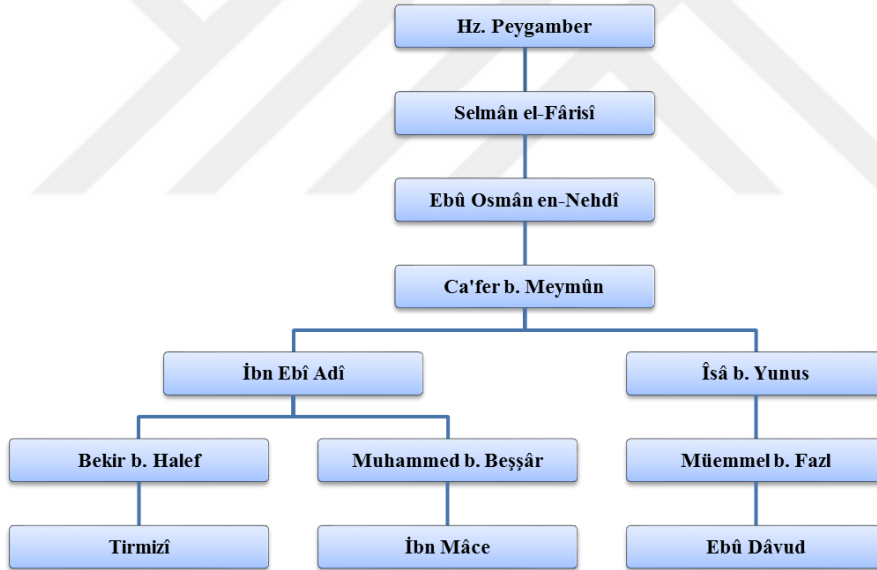 Hz. Peygamber
Selmân el-Fârisî
Ebû Osmân en-Nehdî
Ca'fer b. Meymûn
İbn Ebî Adî
Îsâ b. Yunus
Bekir b. Halef
Muhammed b. Beşşâr
Müemmel b. Fazl
Tirmizî
İbn Mâce
Ebû Dâvud